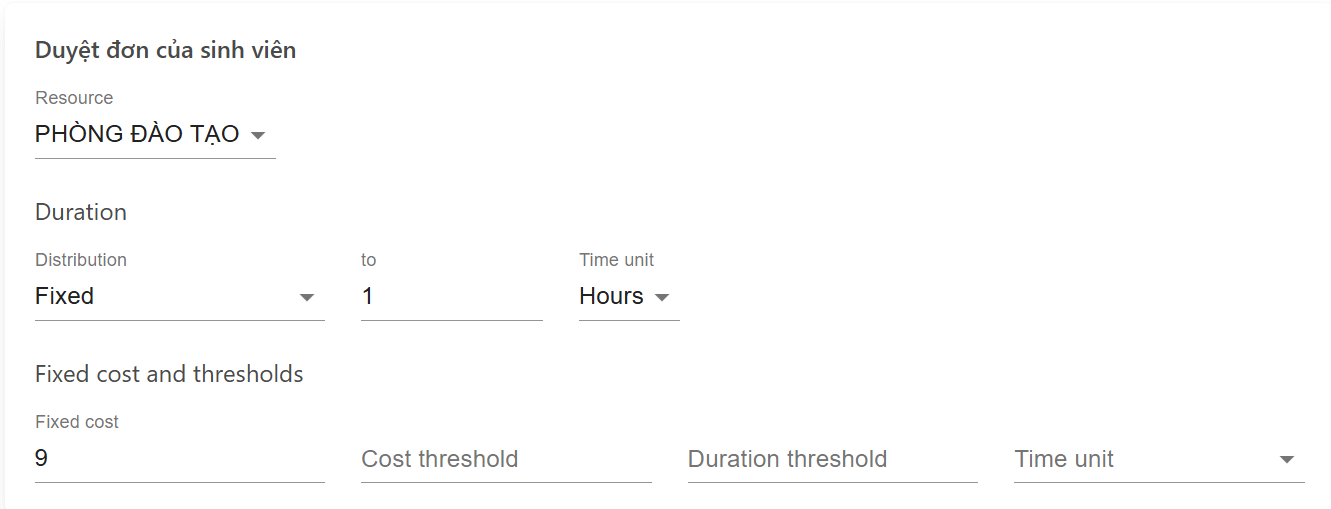 Duyệt đơn của sinh viên
Resource
PHÒNG ĐÀO TẠO
Duration
Distribution to Time unit
Fixed 1 Hours
Fixed cost and thresholds
Fixed cost
9 Cost threshold Duration threshold Time unit